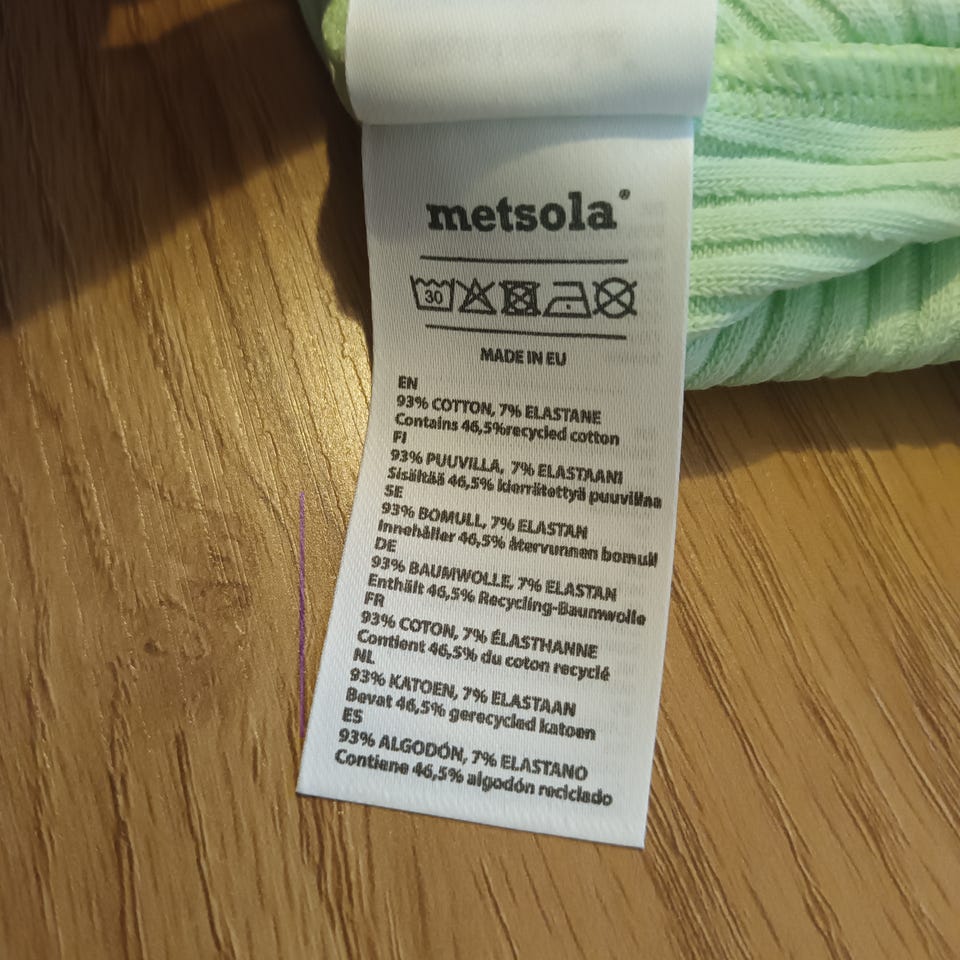 metsola®
30
MADE IN EU
EN
93% COTTON, 7% ELASTANE
Contains 46,5%recycled cotton
FI
93% PUUVILLA, 7% ELASTAANI
Sisältää 46,5% kierrätettyä puuvillaa
SE
93% BOMULL, 7% ELASTAN
Innehåller 46,5% återvunnen bomull
DE
93% BAUMWOLLE, 7% ELASTAN
Enthält 46,5% Recycling-Baumwolle
FR
93% COTON, 7% ÉLASTHANNE
Contient 46,5% du coton recyclé
NL
93% KATOEN, 7% ELASTAAN
Bevat 46,5% gerecycled katoen
ES
93% ALGODÓN, 7% ELASTANO
Contiene 46,5% algodón reciclado